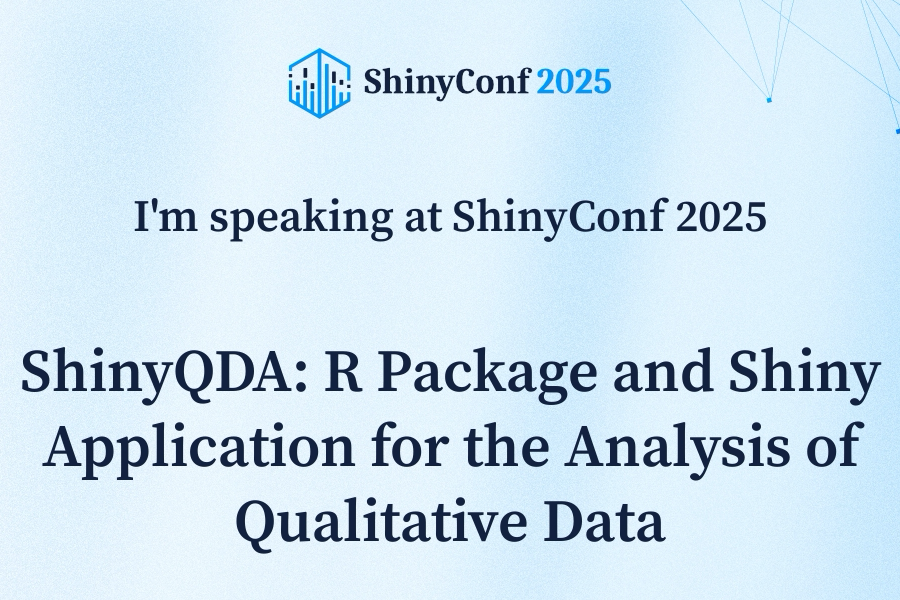 ShinyConf 2025
I'm speaking at ShinyConf 2025
ShinyQDA: R Package and Shiny
Application for the Analysis of
Qualitative Data